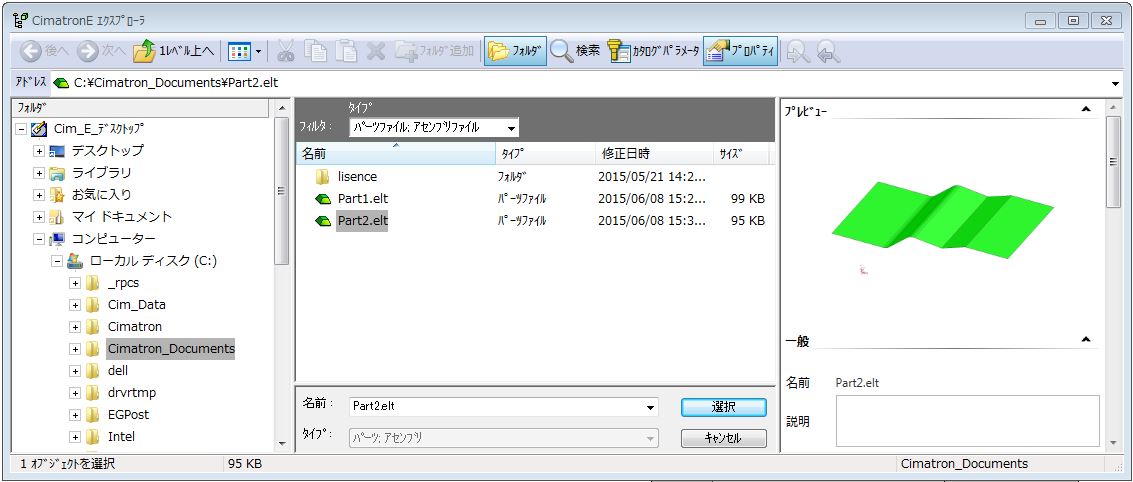 CimatronE ｴｸｽﾌﾟﾛｰﾗ
後へ 次へ 1ﾚﾍﾞﾙ上へ ﾌｫﾙﾀﾞ追加 ﾌｫﾙﾀﾞ 検索 ｶﾀﾛｸﾞﾊﾟﾗﾒｰﾀ ﾌﾟﾛﾊﾟﾃｨ
ｱﾄﾞﾚｽ C:¥Cimatron_Documents¥Part2.elt
ﾌｫﾙﾀﾞ
Cim_E_ﾃﾞｽｸﾄｯﾌﾟ
デスクトップ
ライブラリ
お気に入り
マイ ドキュメント
コンピューター
ローカル ディスク (C:)
_rpcs
Cim_Data
Cimatron
Cimatron_Documents
dell
drvrtmp
EGPost
Intel
ﾀｲﾌﾟ
ﾌｨﾙﾀ : ﾊﾟｰﾂﾌｧｲﾙ; ｱｾﾝﾌﾞﾘﾌｧｲﾙ
名前 ﾀｲﾌﾟ 修正日時 ｻｲｽﾞ
lisence ﾌｫﾙﾀﾞ 2015/05/21 14:2...
Part1.elt ﾊﾟｰﾂﾌｧｲﾙ 2015/06/08 15:2... 99 KB
Part2.elt ﾊﾟｰﾂﾌｧｲﾙ 2015/06/08 15:3... 95 KB
名前 : Part2.elt 選択
ﾀｲﾌﾟ: ﾊﾟｰﾂ; ｱｾﾝﾌﾞﾘ ｷｬﾝｾﾙ
ﾌﾟﾚﾋﾞｭｰ
一般
名前 Part2.elt
説明
1 ｵﾌﾞｼﾞｪｸﾄを選択 95 KB Cimatron_Documents